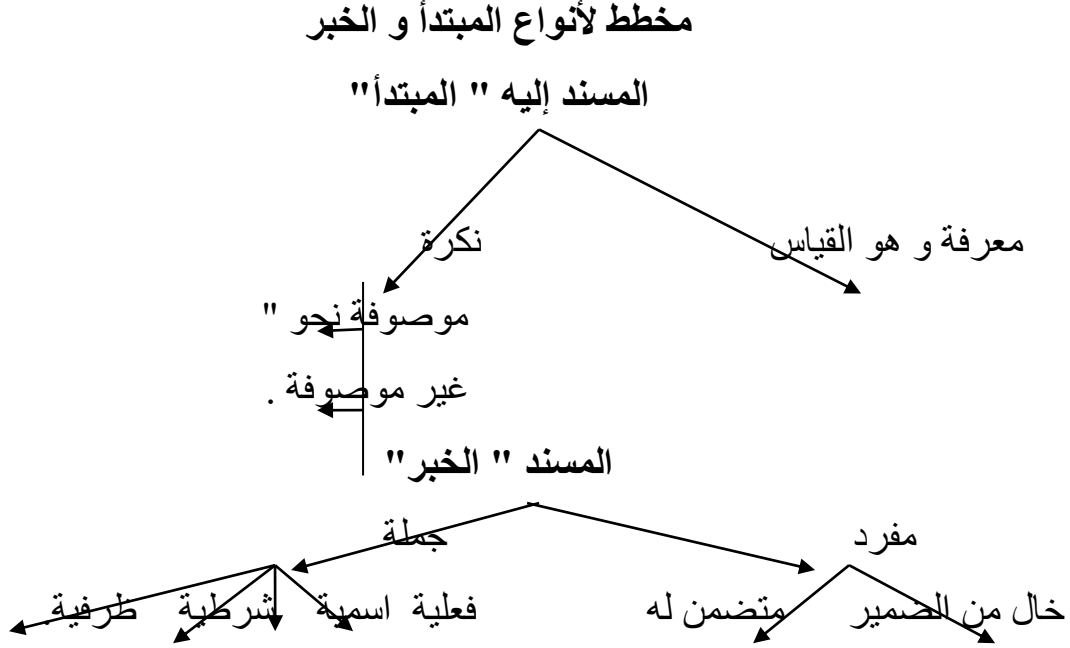 مخطط لأنواع المبتدأ و الخبر
المسند إليه " المبتدأ"
معرفة و هو القياس نكرة
موصوفة نحو "
غير موصوفة .
المسند " الخبر"
مفرد جملة
خال من الضمير متضمن له فعلية اسمية شرطية ظرفية.